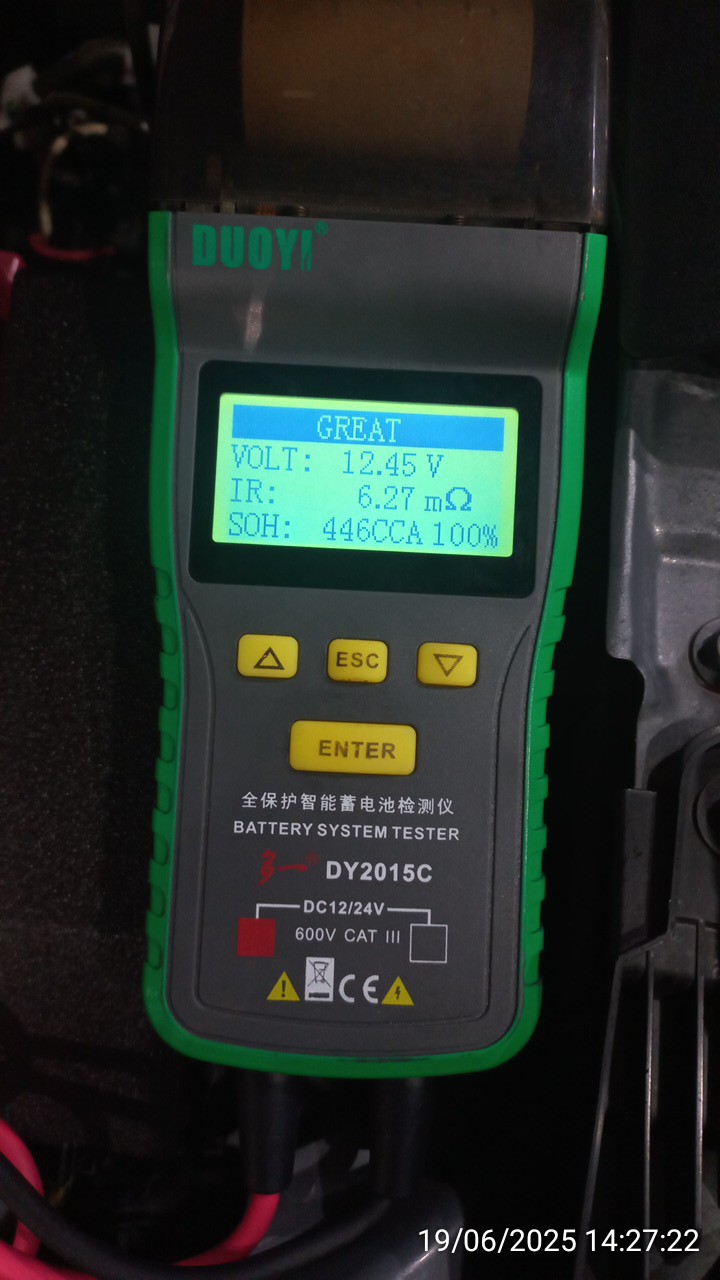 DUOYI®
GREAT
VOLT: 12.45 V
IR: 6.27 mΩ
SOH: 446CCA 100%
ESC
ENTER
全保护智能蓄电池检测仪
BATTERY SYSTEM TESTER
多一® DY2015C
DC12/24V
600V CAT III
CE
19/06/2025 14:27:22